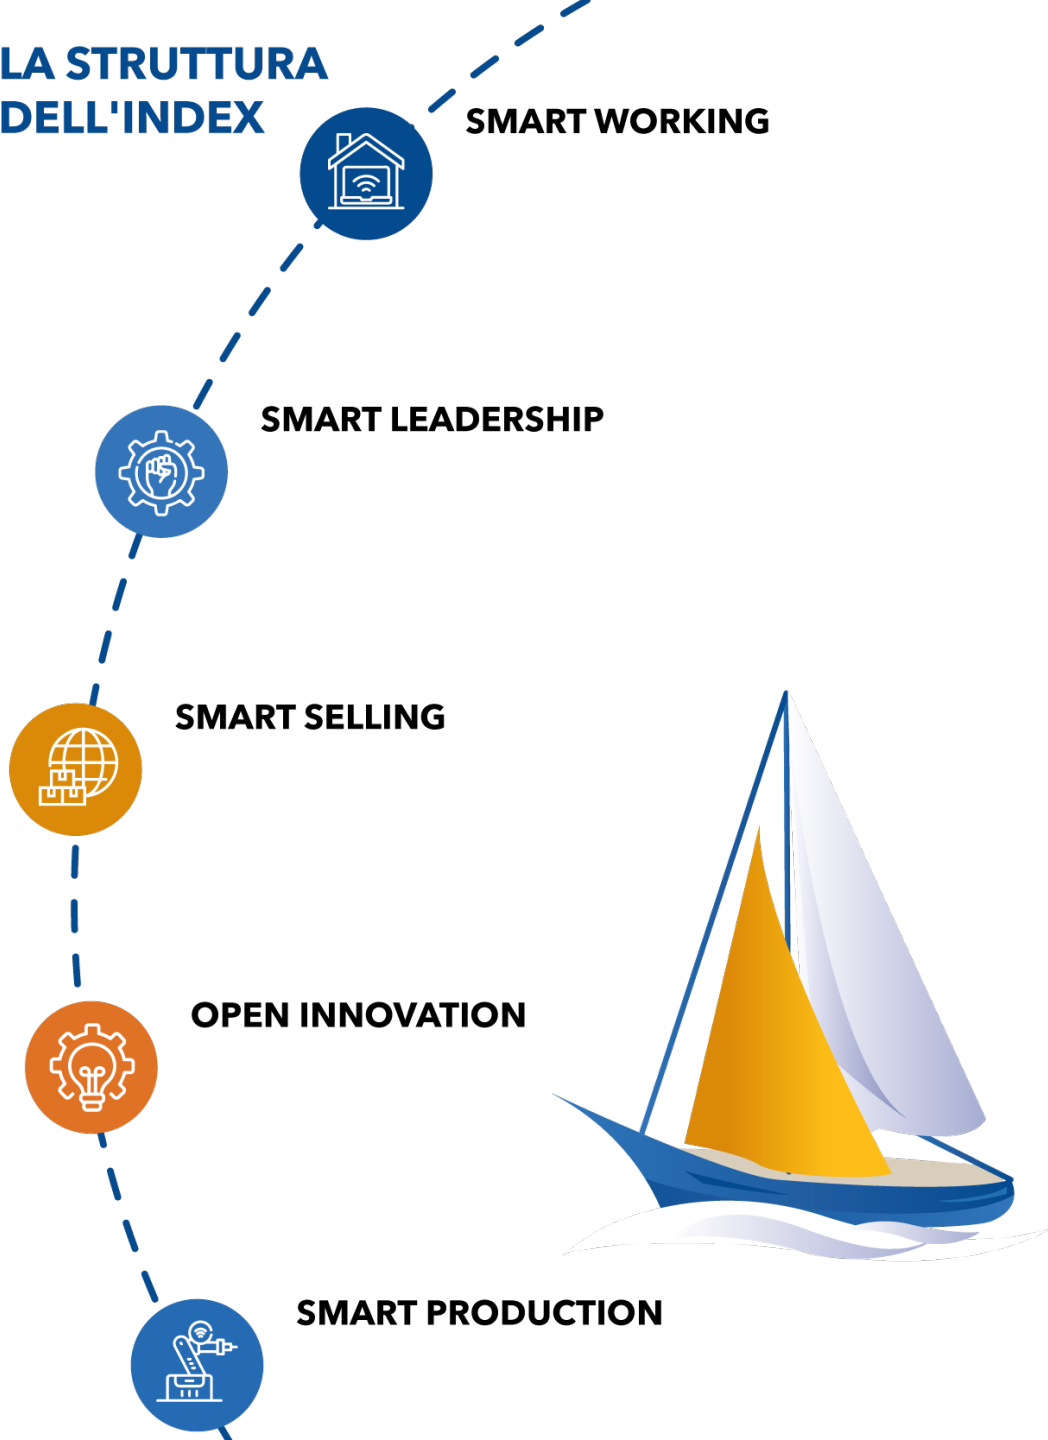 LA STRUTTURA
DELL'INDEX
SMART WORKING
SMART LEADERSHIP
SMART SELLING
OPEN INNOVATION
SMART PRODUCTION